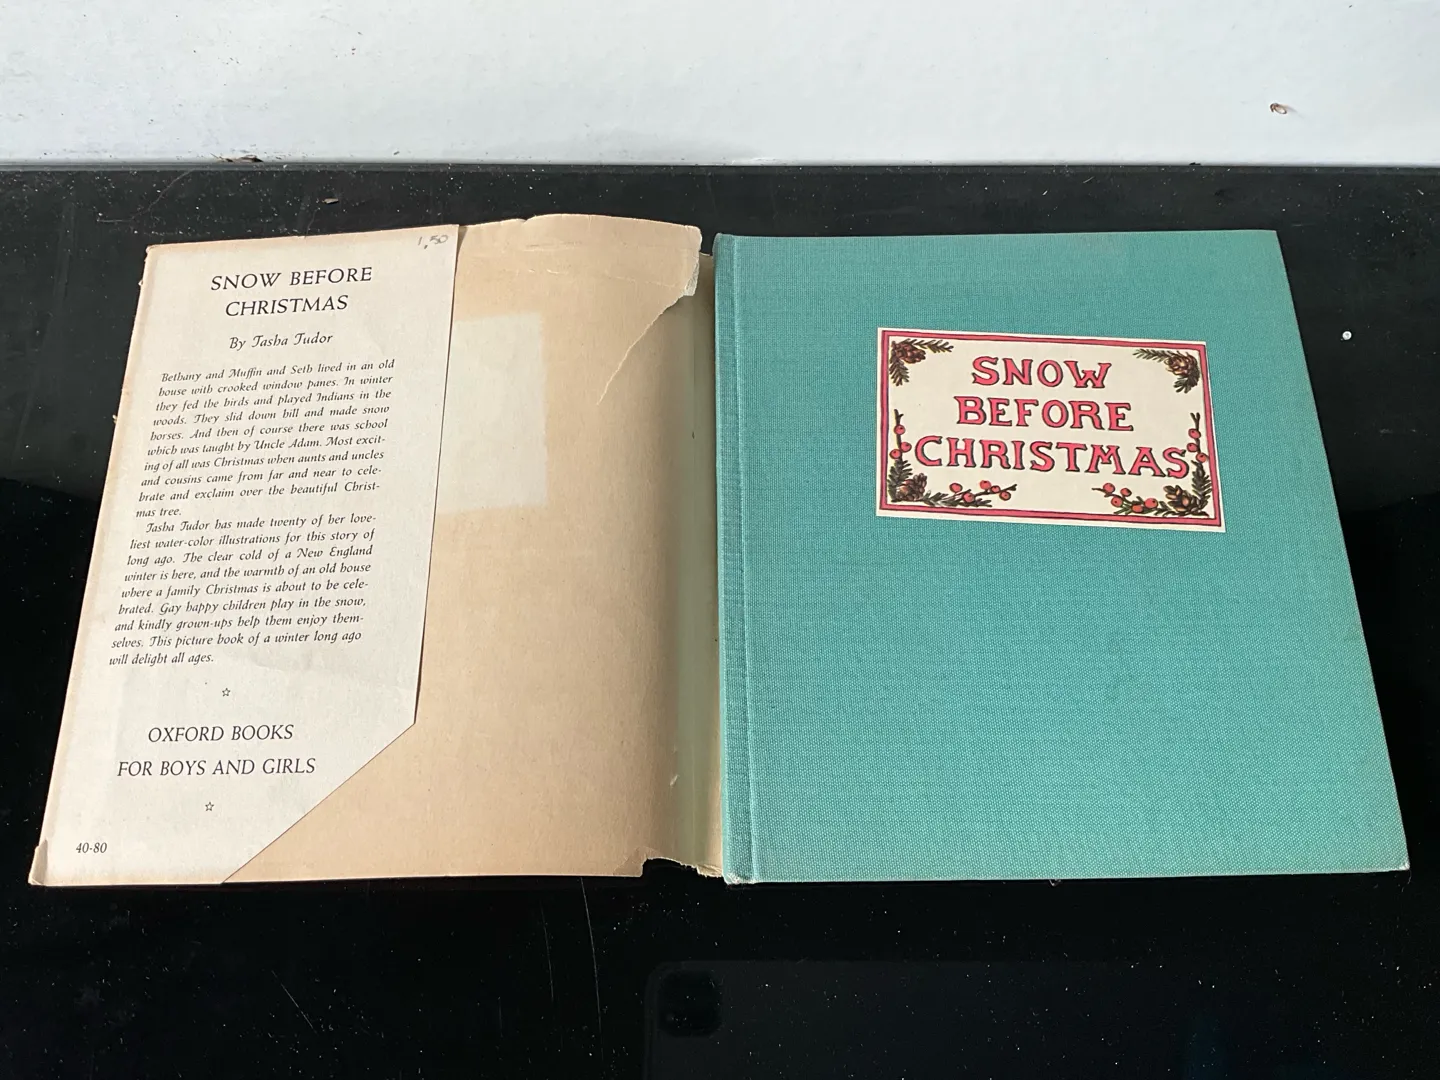 1,50
SNOW BEFORE
CHRISTMAS
By Tasha Tudor
Bethany and Muffin and Seth lived in an old
house with crooked window panes. In winter
they fed the birds and played Indians in the
woods. They slid down hill and made snow
horses. And then of course there was school
which was taught by Uncle Adam. Most excit-
ing of all was Christmas when aunts and uncles
and cousins came from far and near to cele-
brate and exclaim over the beautiful Christ-
mas tree.
Tasha Tudor has made twenty of her love-
liest water-color illustrations for this story of
long ago. The clear cold of a New England
winter is here, and the warmth of an old house
where a family Christmas is about to be cele-
brated. Gay happy children play in the snow,
and kindly grown-ups help them enjoy them-
selves. This picture book of a winter long ago
will delight all ages.
OXFORD BOOKS
FOR BOYS AND GIRLS
40-80
SNOW
BEFORE
CHRISTMAS